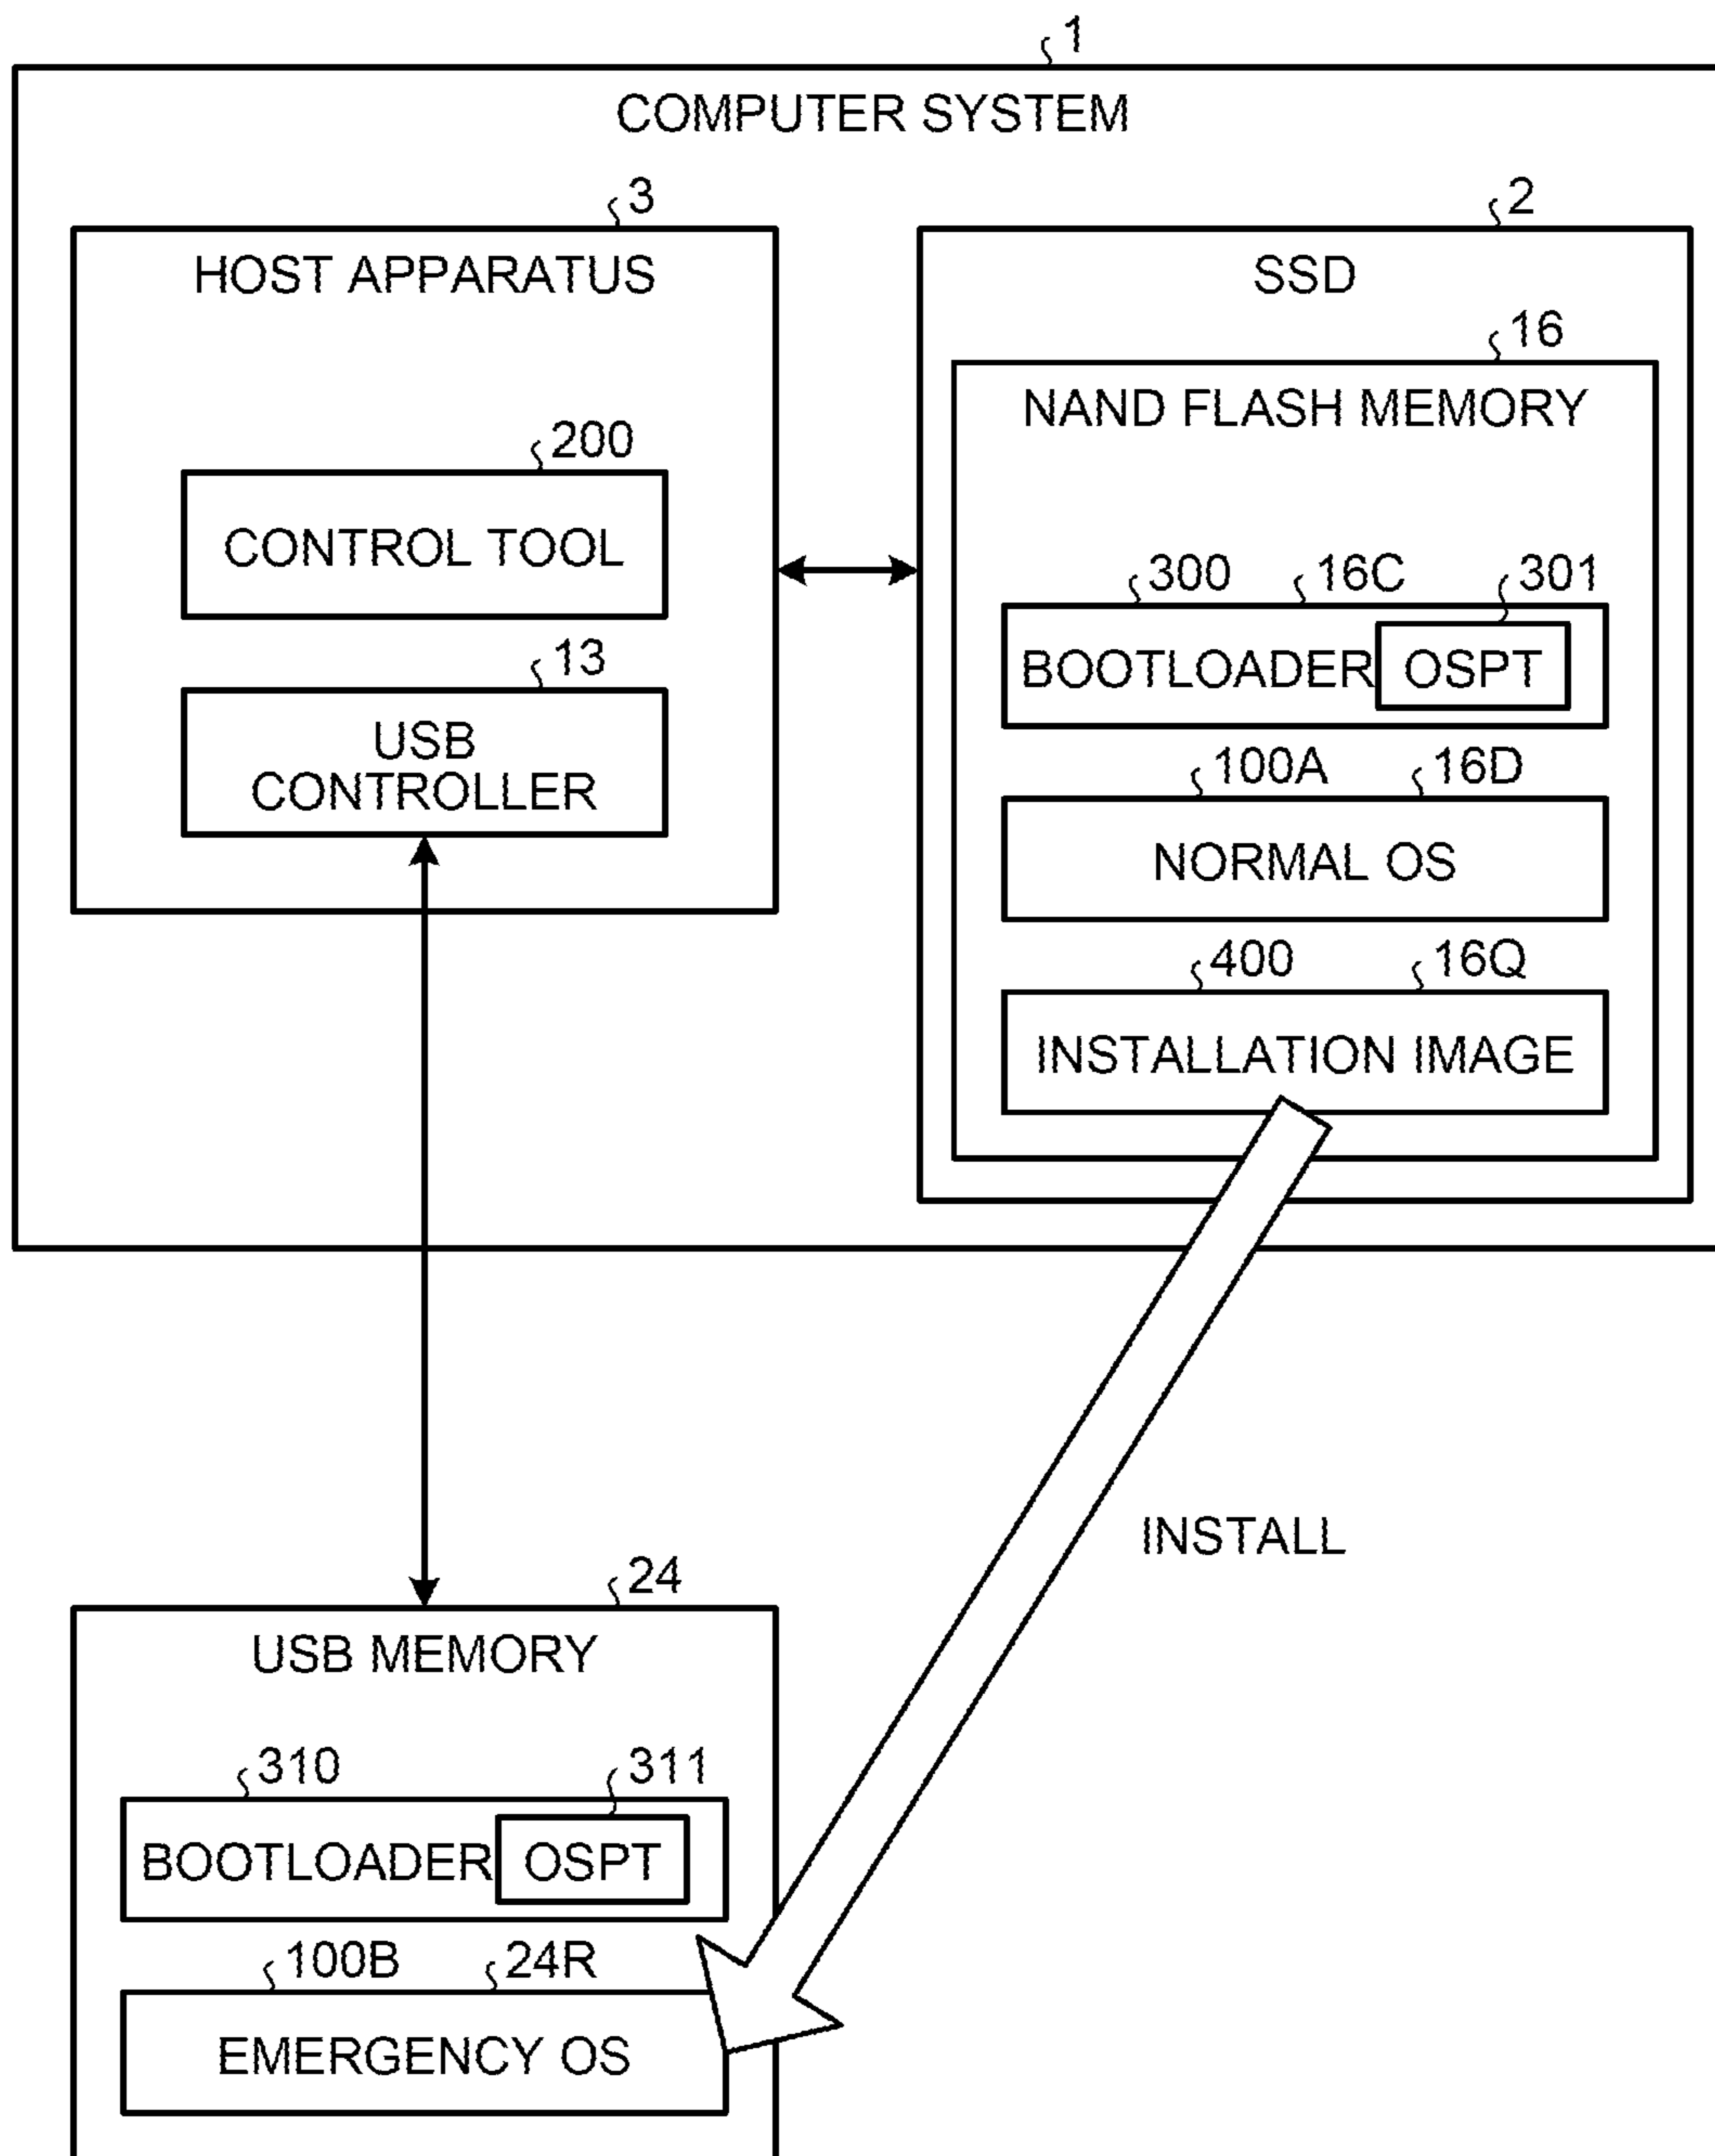 1
COMPUTER SYSTEM
3
HOST APPARATUS
200
CONTROL TOOL
13
USB
CONTROLLER
2
SSD
16
NAND FLASH MEMORY
300 16C 301
BOOTLOADER OSPT
100A 16D
NORMAL OS
400 16Q
INSTALLATION IMAGE
INSTALL
24
USB MEMORY
310 311
BOOTLOADER OSPT
100B 24R
EMERGENCY OS